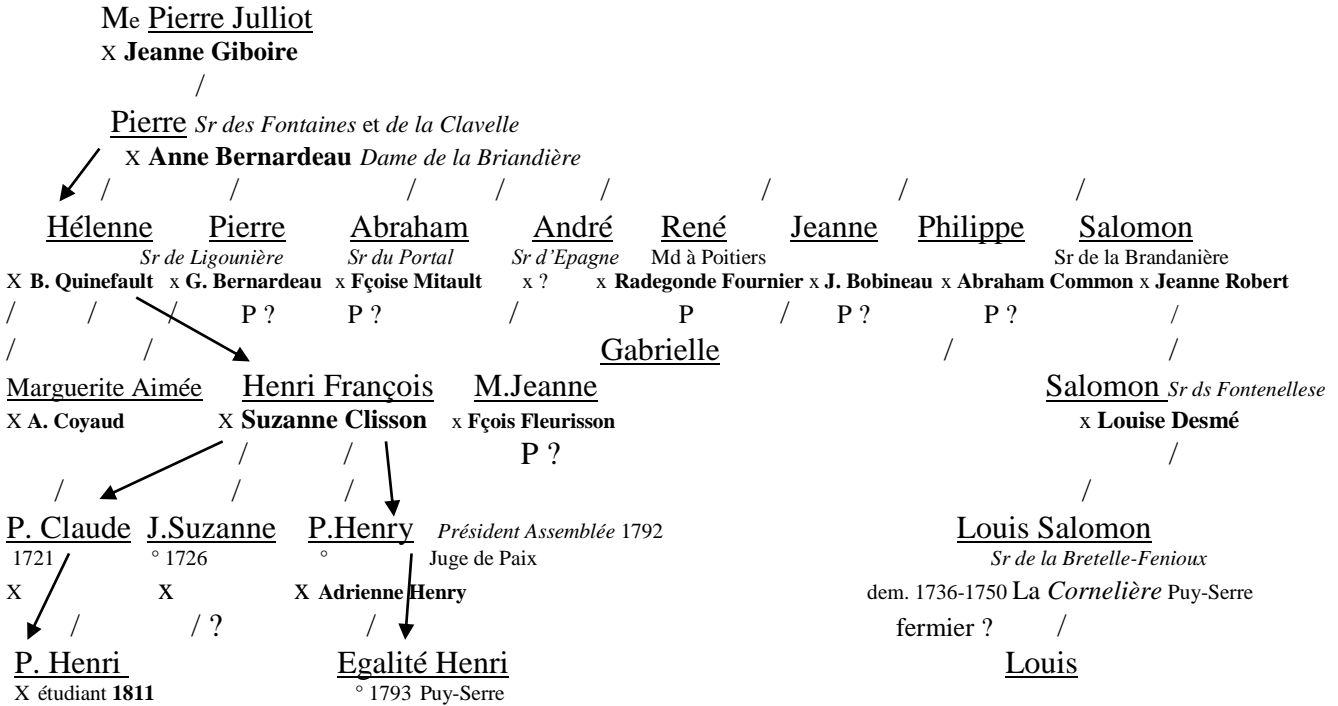 Me Pierre Julliot
X Jeanne Giboire
/
Pierre Sr des Fontaines et de la Clavelle
X Anne Bernardeau Dame de la Briandière
/ / / / / / / /
Hélenne Pierre Abraham André René Jeanne Philippe Salomon
Sr de Ligounière Sr du Portal Sr d’Epagne Md à Poitiers Sr de la Brandanière
X B. Quinefault x G. Bernardeau x Fçoise Mitault x ? x Radegonde Fournier x J. Bobineau x Abraham Common x Jeanne Robert
/ / / P ? P ? / P / P ? P ? /
/ / Gabrielle / /
Marguerite Aimée Henri François M.Jeanne Salomon Sr ds Fontenellese
X A. Coyaud X Suzanne Clisson x Fçois Fleurisson x Louise Desmé
/ / P ? /
/ / / /
P. Claude J.Suzanne P.Henry Président Assemblée 1792 Louis Salomon
1721 ° 1726 ° Juge de Paix Sr de la Bretelle-Fenioux
X X X Adrienne Henry dem. 1736-1750 La Cornelière Puy-Serre
/ / ? / fermier ? /
P. Henri Egalité Henri Louis
X étudiant 1811 ° 1793 Puy-Serre